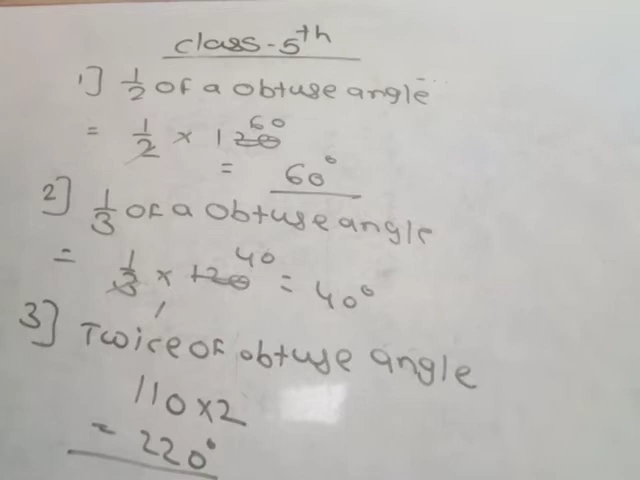 class-5th
1] 1/2 of a obtuse angle
= 1/2 × 120 60
= 60°
2] 1/3 of a obtuse angle
= 1/3 × 120 40 = 40°
1
3] Twice of obtuse angle
110×2
= 220°